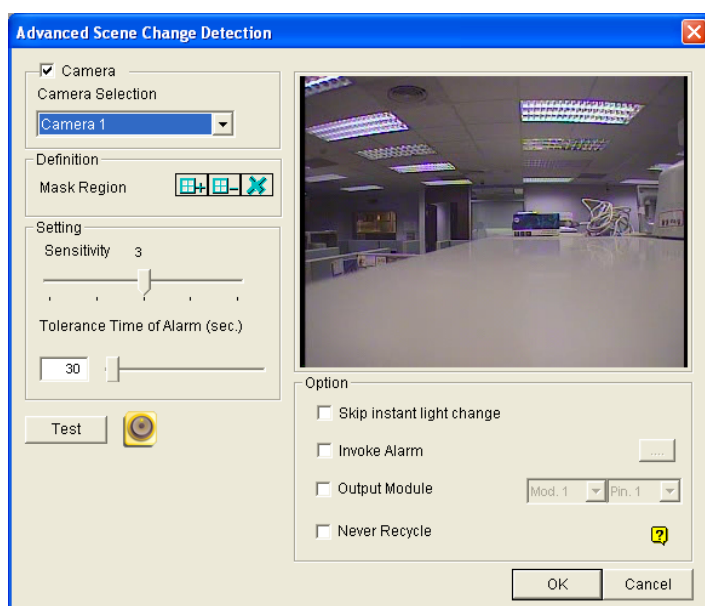 Advanced Scene Change Detection
Camera
Camera Selection
Camera 1
Definition
Mask Region
Setting
Sensitivity 3
Tolerance Time of Alarm (sec.)
30
Test
Option
Skip instant light change
Invoke Alarm
....
Output Module Mod. 1 Pin. 1
Never Recycle
?
OK Cancel